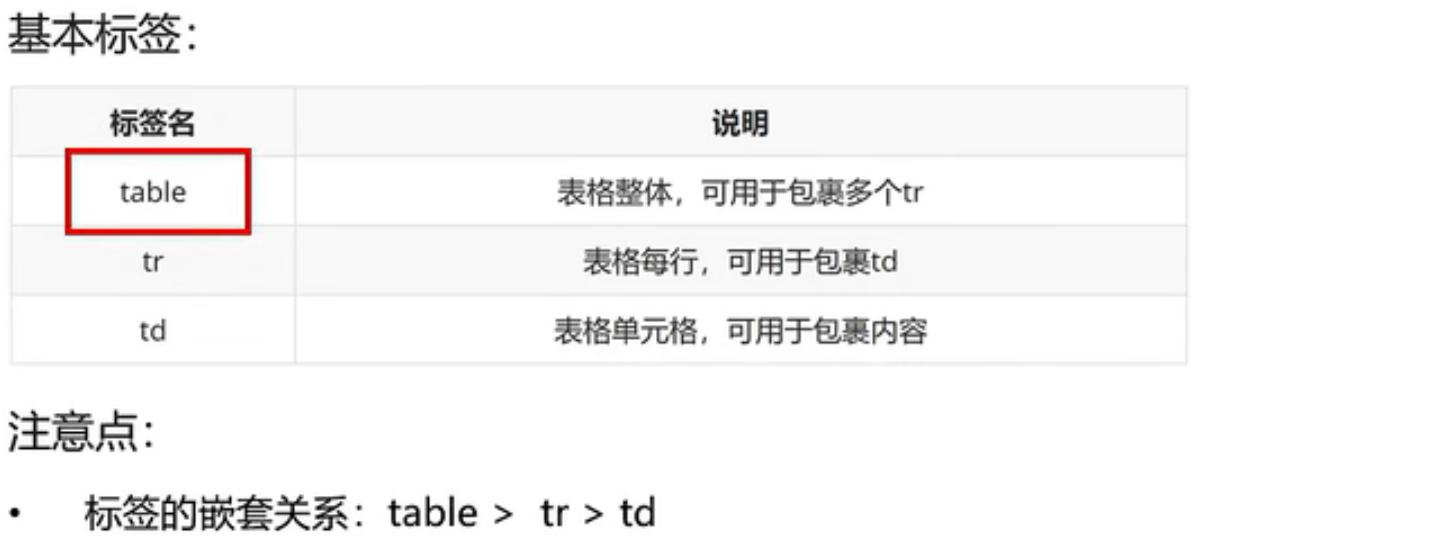 基本标签：
标签名 说明
table 表格整体，可用于包裹多个tr
tr 表格每行，可用于包裹td
td 表格单元格，可用于包裹内容
注意点：
• 标签的嵌套关系：table > tr > td